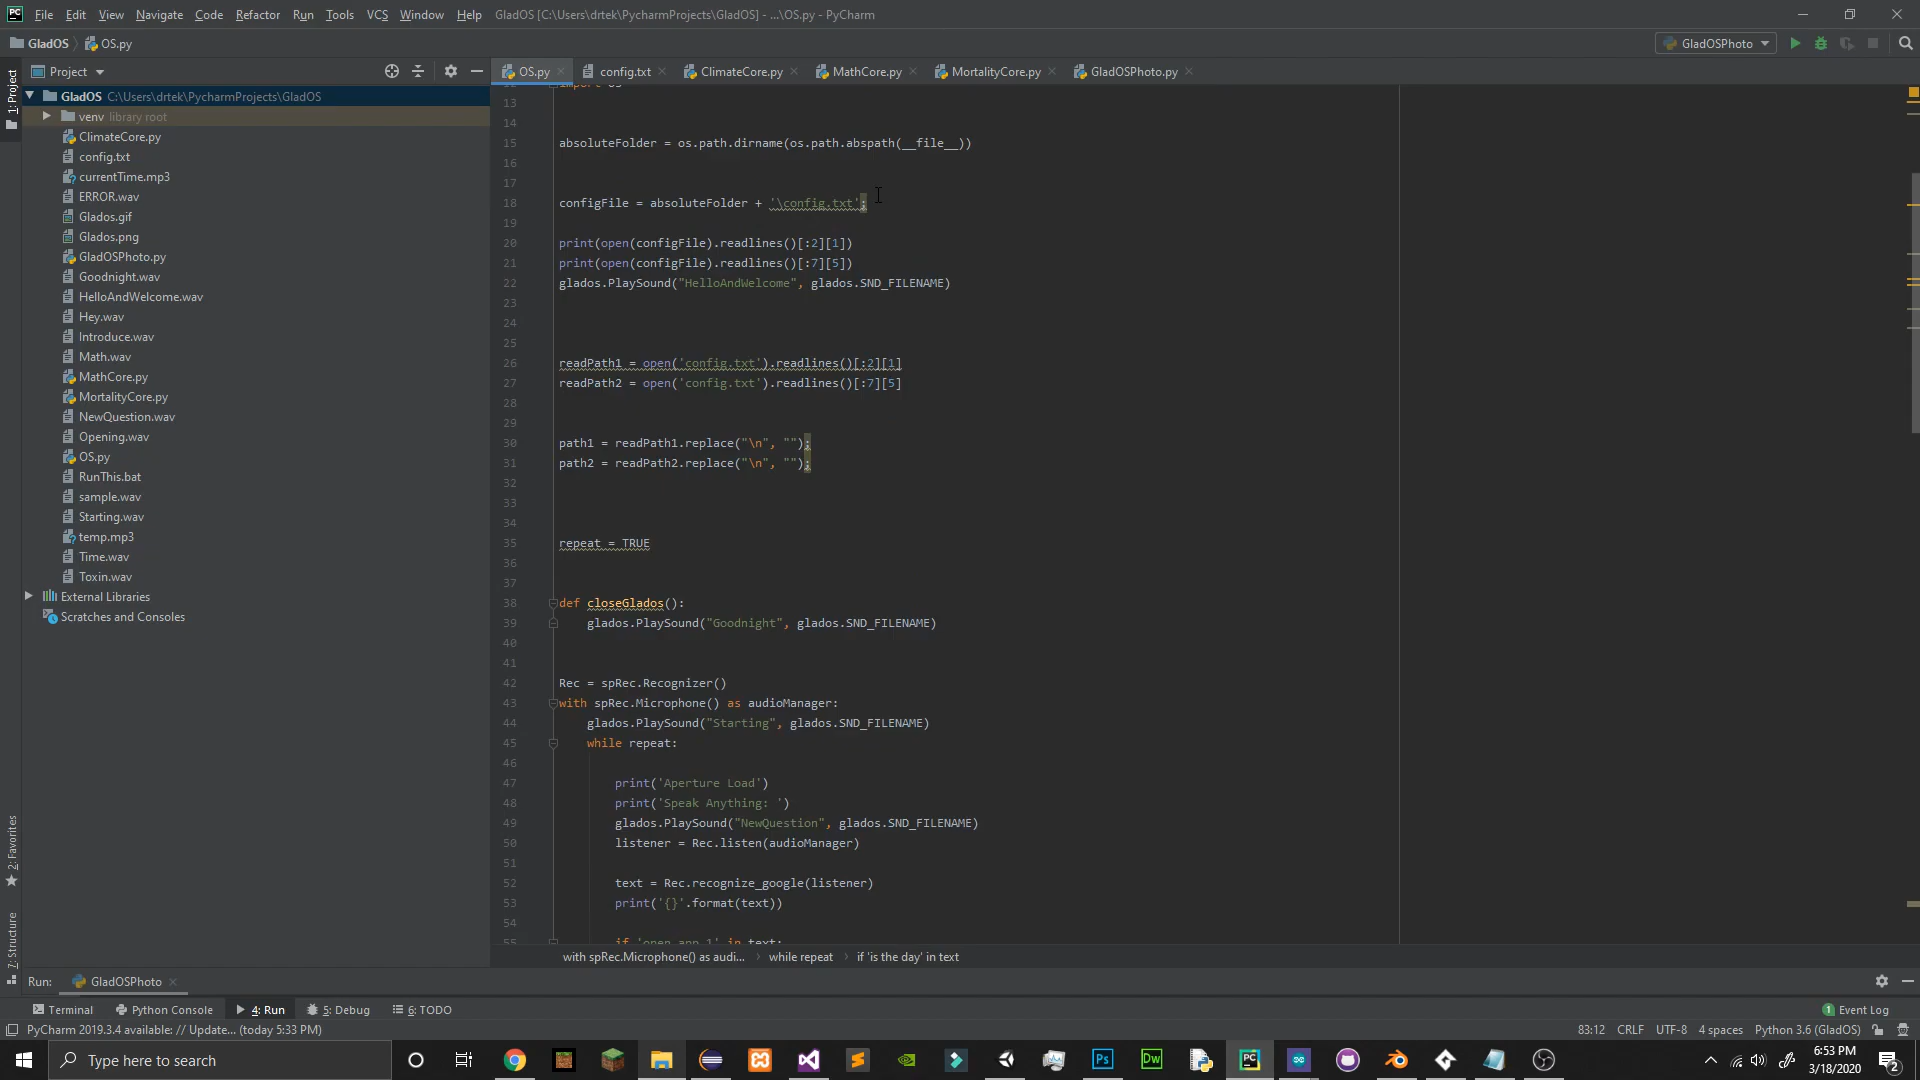 PC File Edit View Navigate Code Refactor Run Tools VCS Window Help GladOS [C:\Users\drtek\PycharmProjects\GladOS] - ...\OS.py - PyCharm
GladOS OS.py GladOSPhoto
Project OS.py config.txt ClimateCore.py MathCore.py MortalityCore.py GladOSPhoto.py
1: Project
GladOS C:\Users\drtek\PycharmProjects\GladOS
venv library root
ClimateCore.py
config.txt
currentTime.mp3
ERROR.wav
Glados.gif
Glados.png
GladOSPhoto.py
Goodnight.wav
HelloAndWelcome.wav
Hey.wav
Introduce.wav
Math.wav
MathCore.py
MortalityCore.py
NewQuestion.wav
Opening.wav
OS.py
RunThis.bat
sample.wav
Starting.wav
temp.mp3
Time.wav
Toxin.wav
External Libraries
Scratches and Consoles
2: Favorites
7: Structure
import os
13
14
15 absoluteFolder = os.path.dirname(os.path.abspath(__file__))
16
17
18 configFile = absoluteFolder + '\config.txt';
19
20 print(open(configFile).readlines()[:2][1])
21 print(open(configFile).readlines()[:7][5])
22 glados.PlaySound("HelloAndWelcome", glados.SND_FILENAME)
23
24
25
26 readPath1 = open('config.txt').readlines()[:2][1]
27 readPath2 = open('config.txt').readlines()[:7][5]
28
29
30 path1 = readPath1.replace("\n", "");
31 path2 = readPath2.replace("\n", "");
32
33
34
35 repeat = TRUE
36
37
38 def closeGlados():
39 glados.PlaySound("Goodnight", glados.SND_FILENAME)
40
41
42 Rec = spRec.Recognizer()
43 with spRec.Microphone() as audioManager:
44 glados.PlaySound("Starting", glados.SND_FILENAME)
45 while repeat:
46
47 print('Aperture Load')
48 print('Speak Anything: ')
49 glados.PlaySound("NewQuestion", glados.SND_FILENAME)
50 listener = Rec.listen(audioManager)
51
52 text = Rec.recognize_google(listener)
53 print('{}'.format(text))
54
55 if 'open app 1' in text:
with spRec.Microphone() as audi... › while repeat › if 'is the day' in text
Run: GladOSPhoto
Terminal Python Console 4: Run 5: Debug 6: TODO 1 Event Log
PyCharm 2019.3.4 available: // Update... (today 5:33 PM) 83:12 CRLF UTF-8 4 spaces Python 3.6 (GladOS)
Type here to search Ps Dw PC 6:53 PM
3/18/2020 2